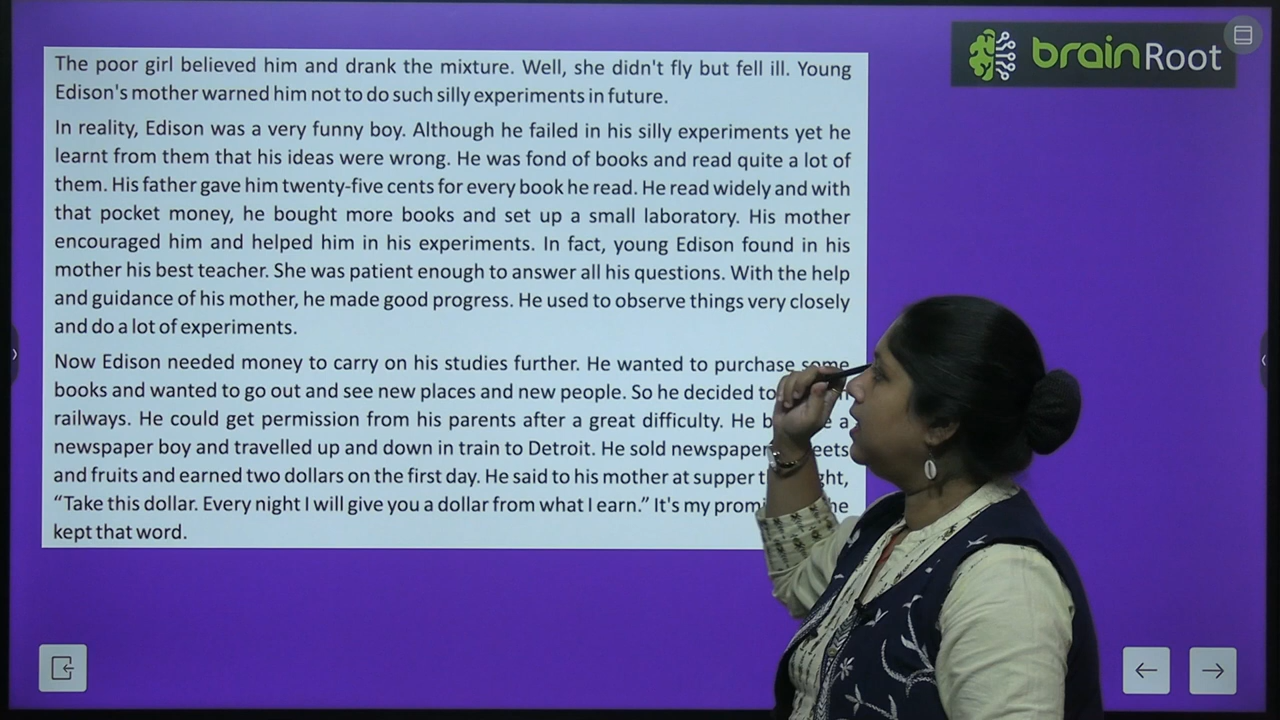 brainRoot
The poor girl believed him and drank the mixture. Well, she didn't fly but fell ill. Young
Edison's mother warned him not to do such silly experiments in future.
In reality, Edison was a very funny boy. Although he failed in his silly experiments yet he
learnt from them that his ideas were wrong. He was fond of books and read quite a lot of
them. His father gave him twenty-five cents for every book he read. He read widely and with
that pocket money, he bought more books and set up a small laboratory. His mother
encouraged him and helped him in his experiments. In fact, young Edison found in his
mother his best teacher. She was patient enough to answer all his questions. With the help
and guidance of his mother, he made good progress. He used to observe things very closely
and do a lot of experiments.
Now Edison needed money to carry on his studies further. He wanted to purchase some
books and wanted to go out and see new places and new people. So he decided to
railways. He could get permission from his parents after a great difficulty. He a
newspaper boy and travelled up and down in train to Detroit. He sold
and fruits and earned two dollars on the first day. He said to his mother at supper
“Take this dollar. Every night I will give you a dollar from what I earn.” It's my
kept that word.